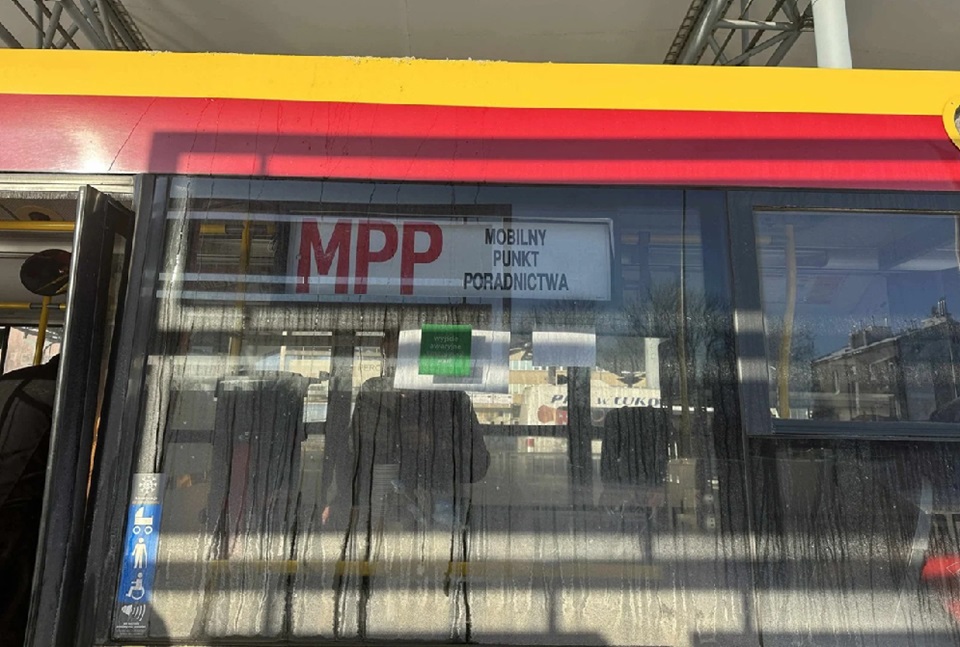 MPP
MOBILNY
PUNKT
PORADNICTWA